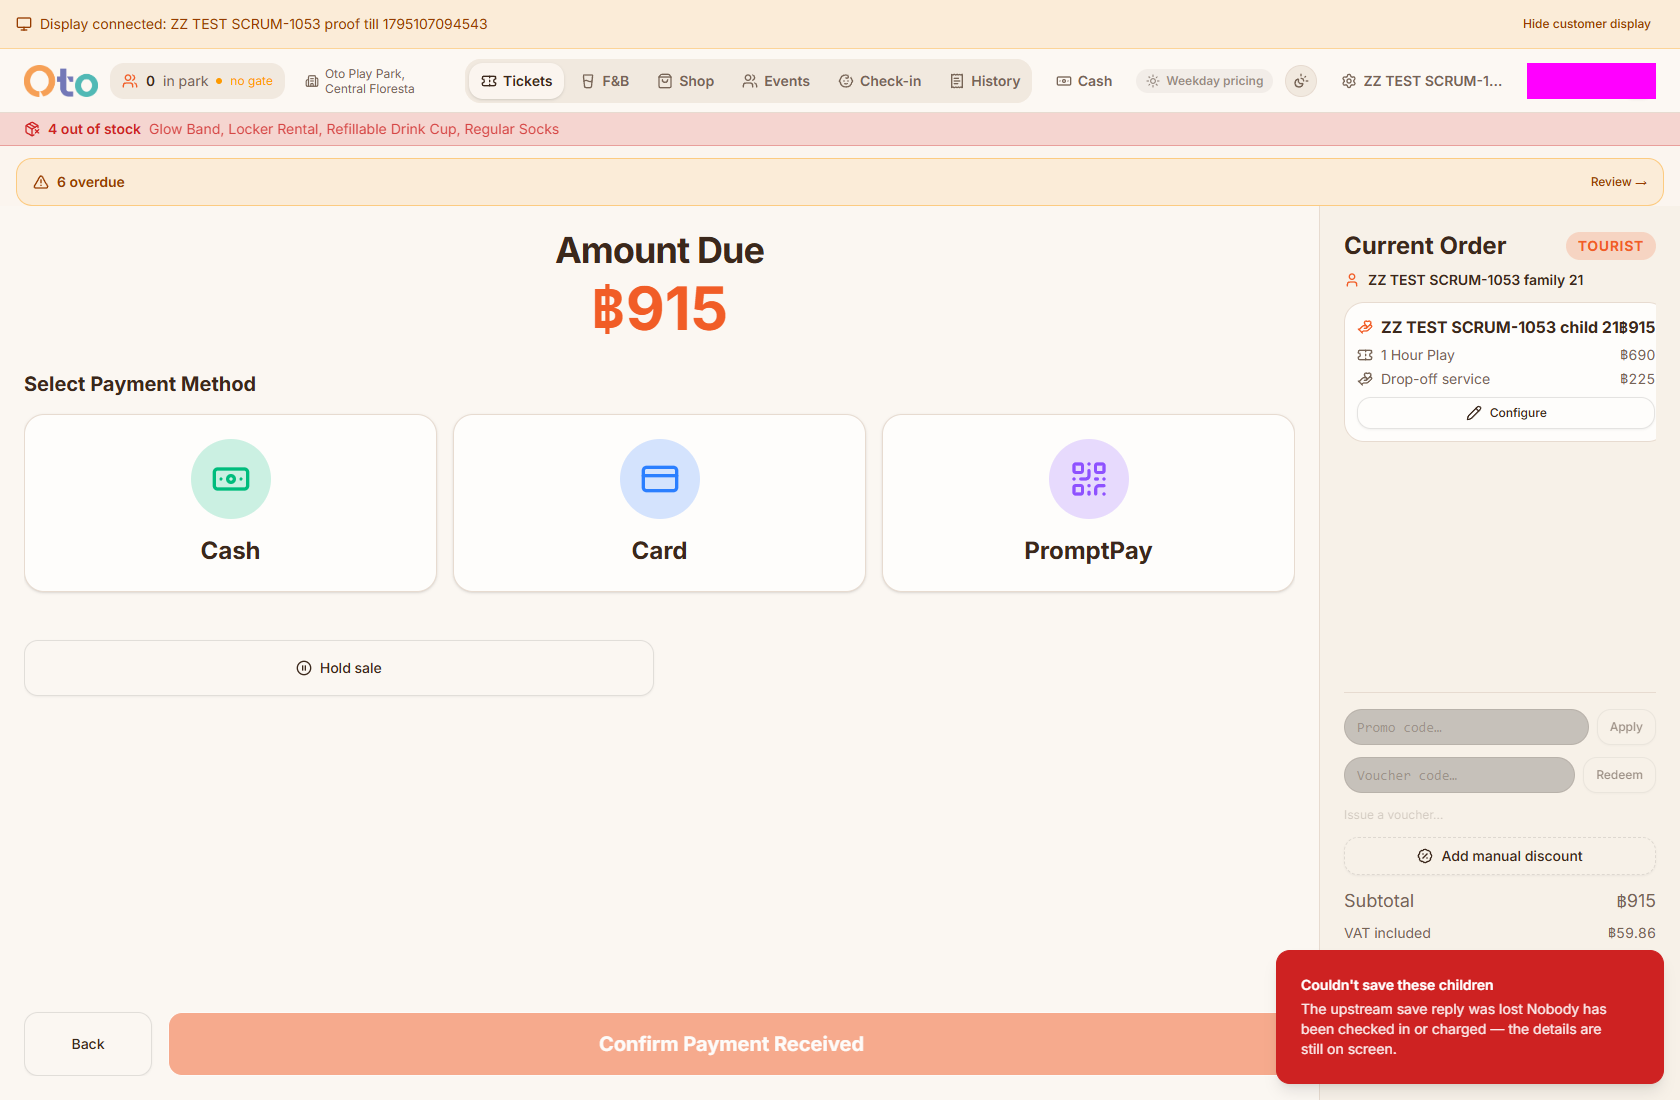 Display connected: ZZ TEST SCRUM-1053 proof till 1795107094543
Hide customer display
Oto
0 in park • no gate
Oto Play Park,
Central Floresta
Tickets
F&B
Shop
Events
Check-in
History
Cash
Weekday pricing
ZZ TEST SCRUM-1...
4 out of stock Glow Band, Locker Rental, Refillable Drink Cup, Regular Socks
6 overdue
Review →
Amount Due
฿915
Select Payment Method
Cash
Card
PromptPay
Hold sale
Back
Confirm Payment Received
Current Order
TOURIST
ZZ TEST SCRUM-1053 family 21
ZZ TEST SCRUM-1053 child 21฿915
1 Hour Play ฿690
Drop-off service ฿225
Configure
Promo code…
Apply
Voucher code…
Redeem
Issue a voucher…
Add manual discount
Subtotal ฿915
VAT included ฿59.86
Couldn't save these children
The upstream save reply was lost Nobody has
been checked in or charged — the details are
still on screen.